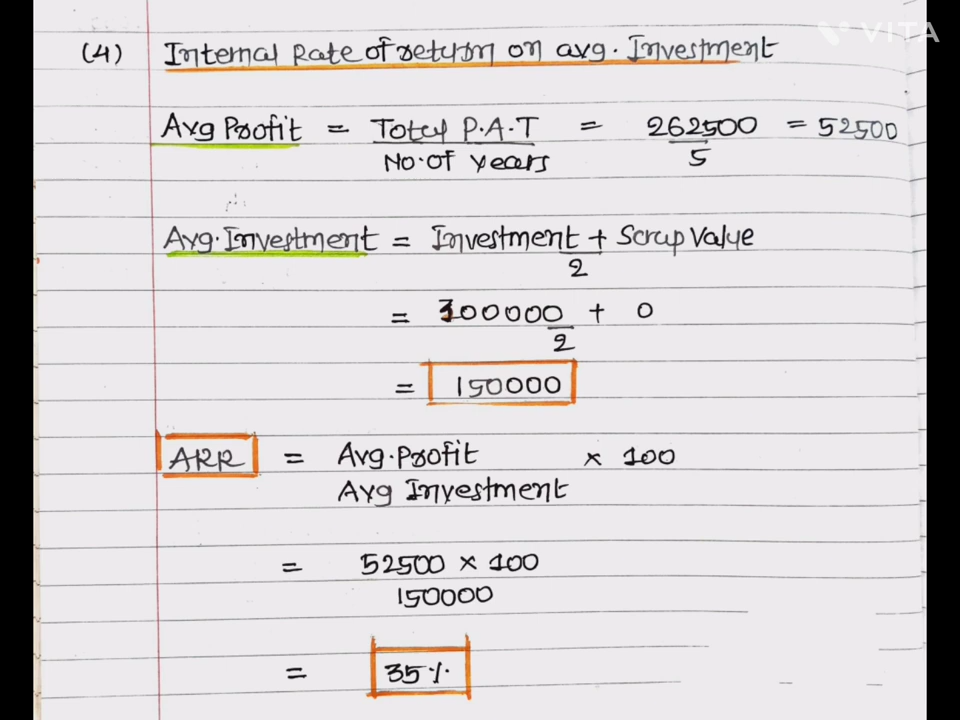 VITA
(4) Internal Rate of return on avg. Investment
Avg Profit = Total P.A.T = 262500 = 52500
No. of years 5
Avg. Investment = Investment + Scrap Value
2
= 300000 + 0
2
= 150000
ARR = Avg. Profit × 100
Avg Investment
= 52500 × 100
150000
= 35%